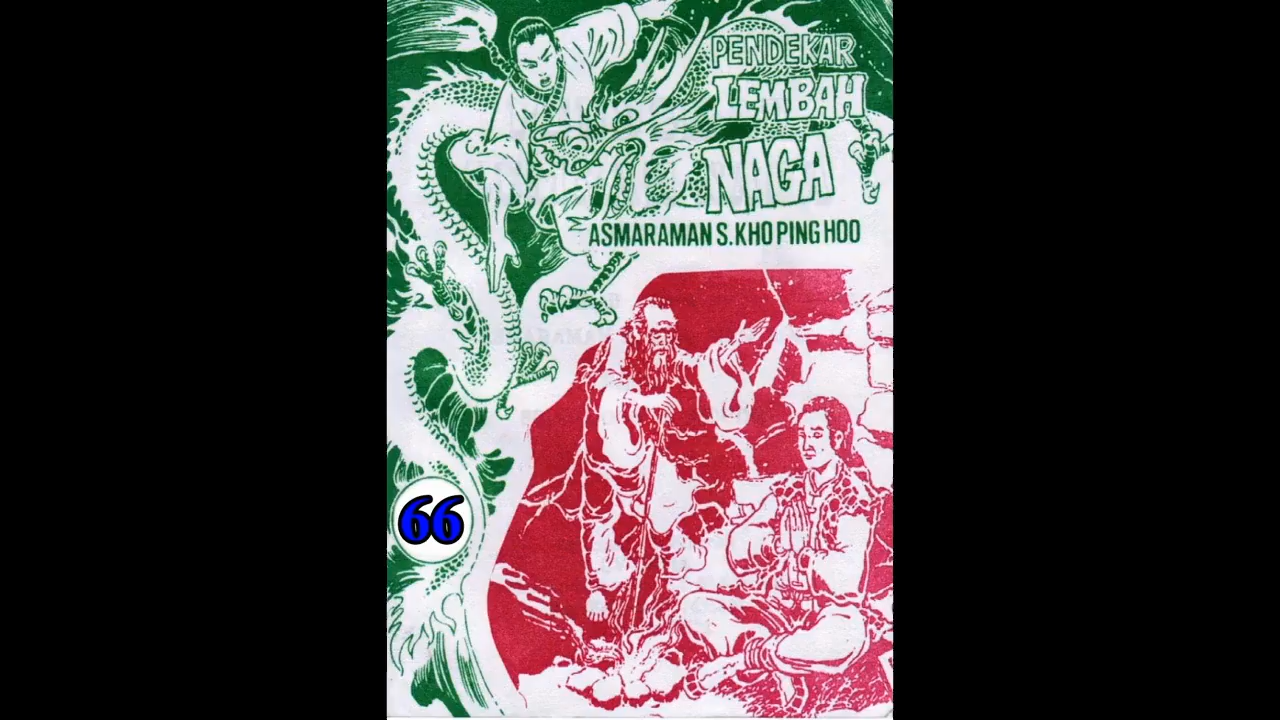 PENDEKAR
LEMBAH
NAGA
ASMARAMAN S. KHO PING HOO
66